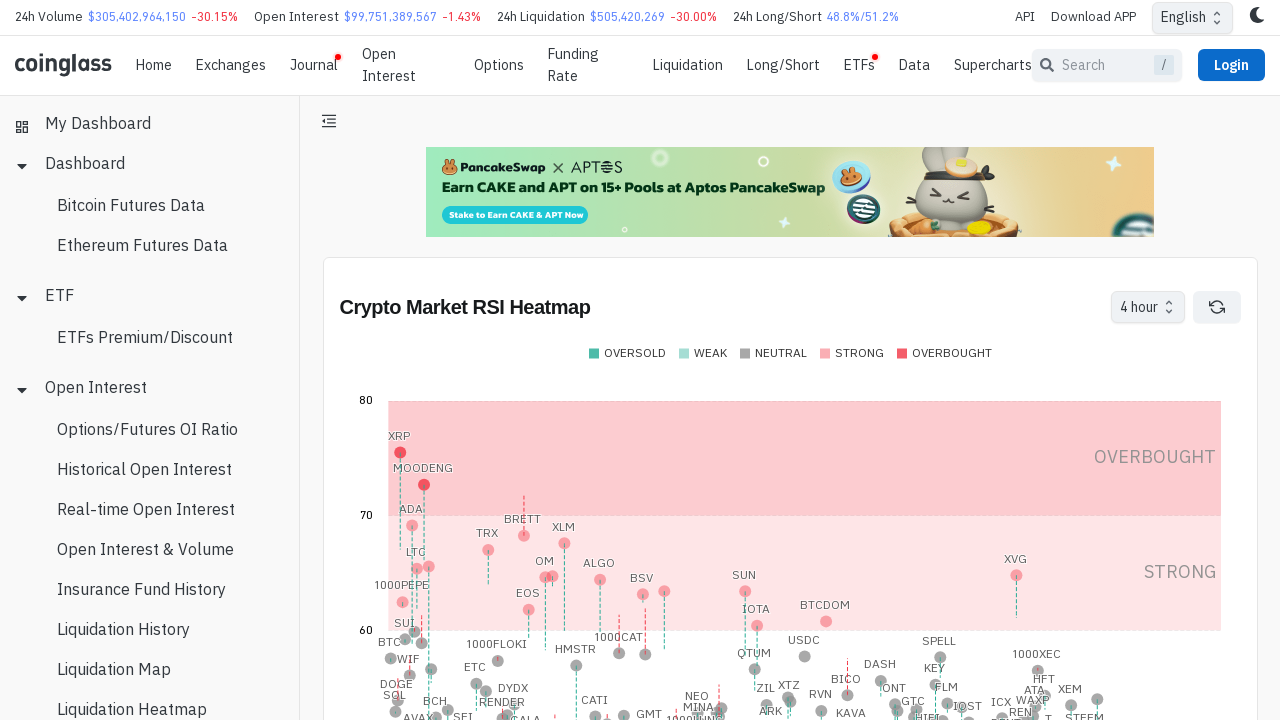 24h Volume $305,402,964,150 -30.15% Open Interest $99,751,389,567 -1.43% 24h Liquidation $505,420,269 -30.00% 24h Long/Short 48.8%/51.2% API Download APP English
coinglass Home Exchanges Journal Open Interest Options Funding Rate Liquidation Long/Short ETFs Data Supercharts Search / Login
My Dashboard
Dashboard
Bitcoin Futures Data
Ethereum Futures Data
ETF
ETFs Premium/Discount
Open Interest
Options/Futures OI Ratio
Historical Open Interest
Real-time Open Interest
Open Interest & Volume
Insurance Fund History
Liquidation History
Liquidation Map
Liquidation Heatmap
PancakeSwap X APTOS
Earn CAKE and APT on 15+ Pools at Aptos PancakeSwap
Stake to Earn CAKE & APT Now
Crypto Market RSI Heatmap 4 hour
OVERSOLD WEAK NEUTRAL STRONG OVERBOUGHT
80
XRP
OVERBOUGHT
MOODENG
ADA
70
BRETT
TRX XLM
LTC OM ALGO XVG
STRONG
BSV SUN
1000PEPE
EOS
IOTA BTCDOM
SUI
60
BTC 1000FLOKI HMSTR 1000CAT USDC SPELL
WIF QTUM 1000XEC
ETC DASH KEY
DOGE BICO HFT
SOL DYDX ZIL XTZ ONT FLM ATA XEM
BCH RENDER CATI NEO RVN ICX WAXP
AVAX SEI GMT MINA ARK KAVA GTC IOST REN
STEEM